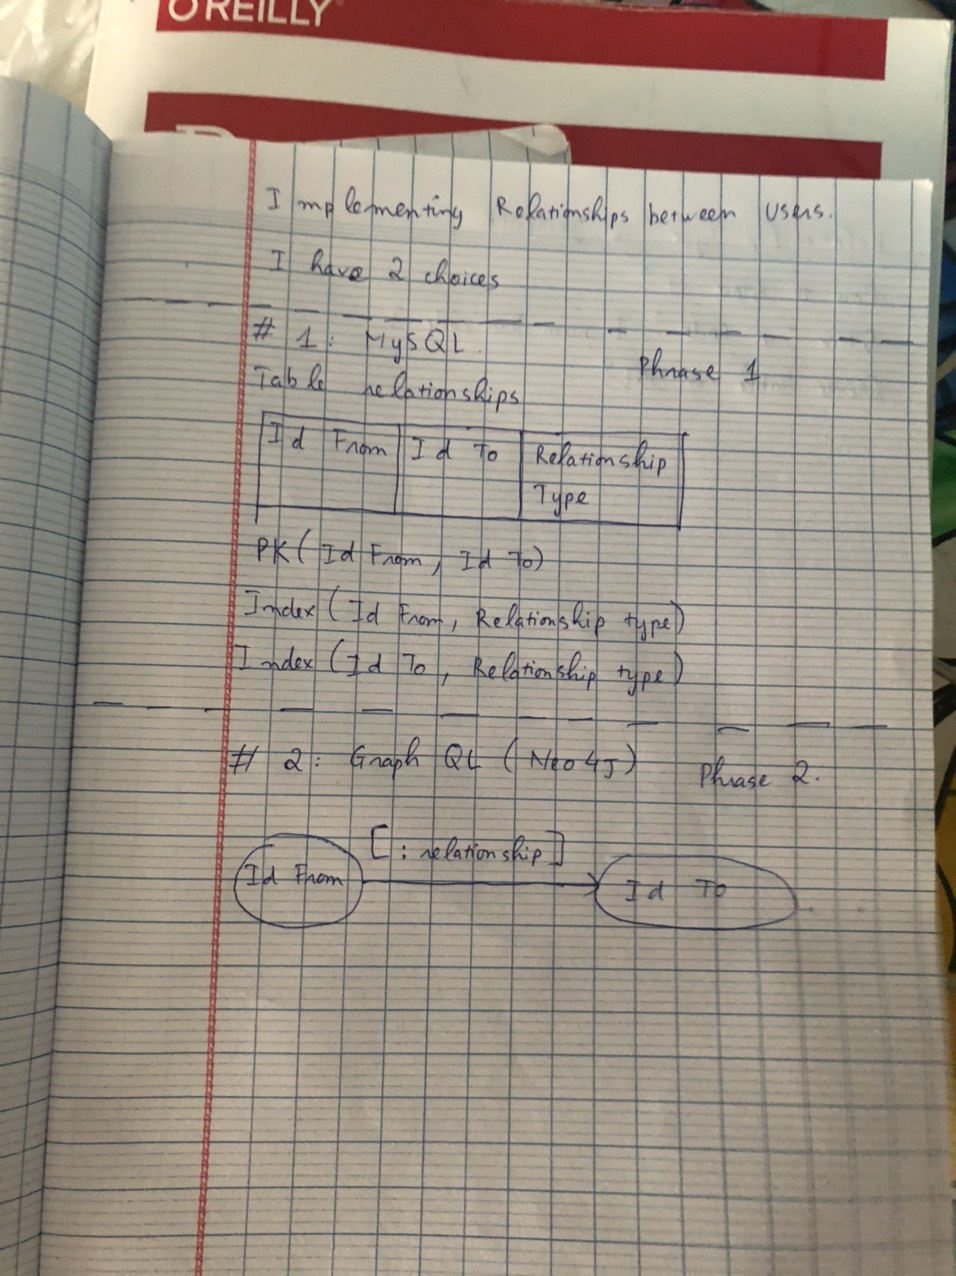 O'REILLY
Implementing Relationships between Users.
I have 2 choices
# 1: MySQL.
Phrase 1
Table relationships
Id From Id To Relationship
Type
PK (Id From, Id To)
Index (Id From, Relationship type)
Index (Id To, Relationship type)
# 2: Graph QL (Neo4J) Phrase 2.
[: relationship]
Id From Id To